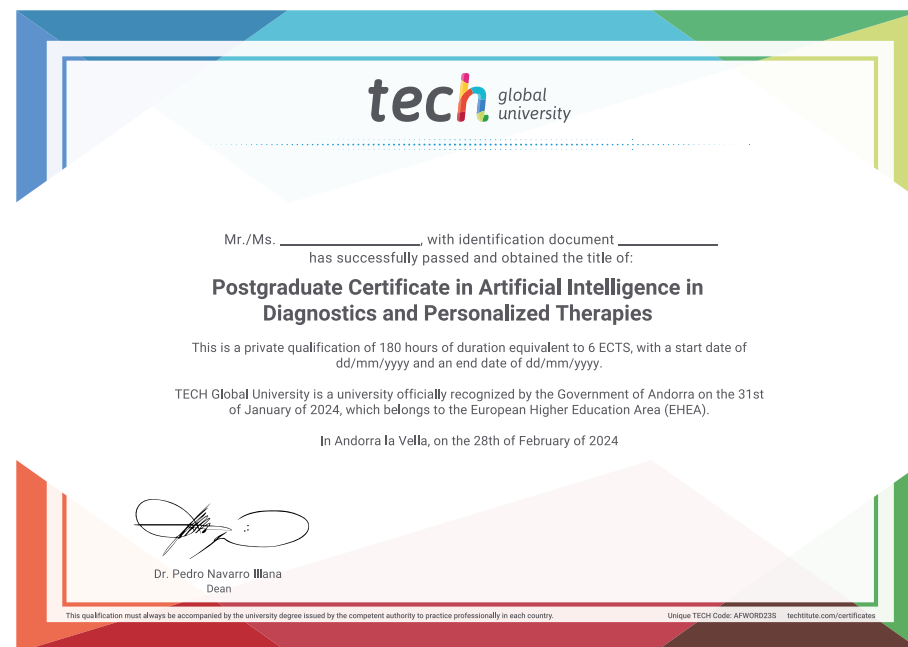 tech global university
Mr./Ms. ____________, with identification document ____________
has successfully passed and obtained the title of:
Postgraduate Certificate in Artificial Intelligence in
Diagnostics and Personalized Therapies
This is a private qualification of 180 hours of duration equivalent to 6 ECTS, with a start date of
dd/mm/yyyy and an end date of dd/mm/yyyy.
TECH Global University is a university officially recognized by the Government of Andorra on the 31st
of January of 2024, which belongs to the European Higher Education Area (EHEA).
In Andorra la Vella, on the 28th of February of 2024
Dr. Pedro Navarro Illana
Dean
This qualification must always be accompanied by the university degree issued by the competent authority to practice professionally in each country.
Unique TECH Code: AFWORD23S techtitute.com/certificates